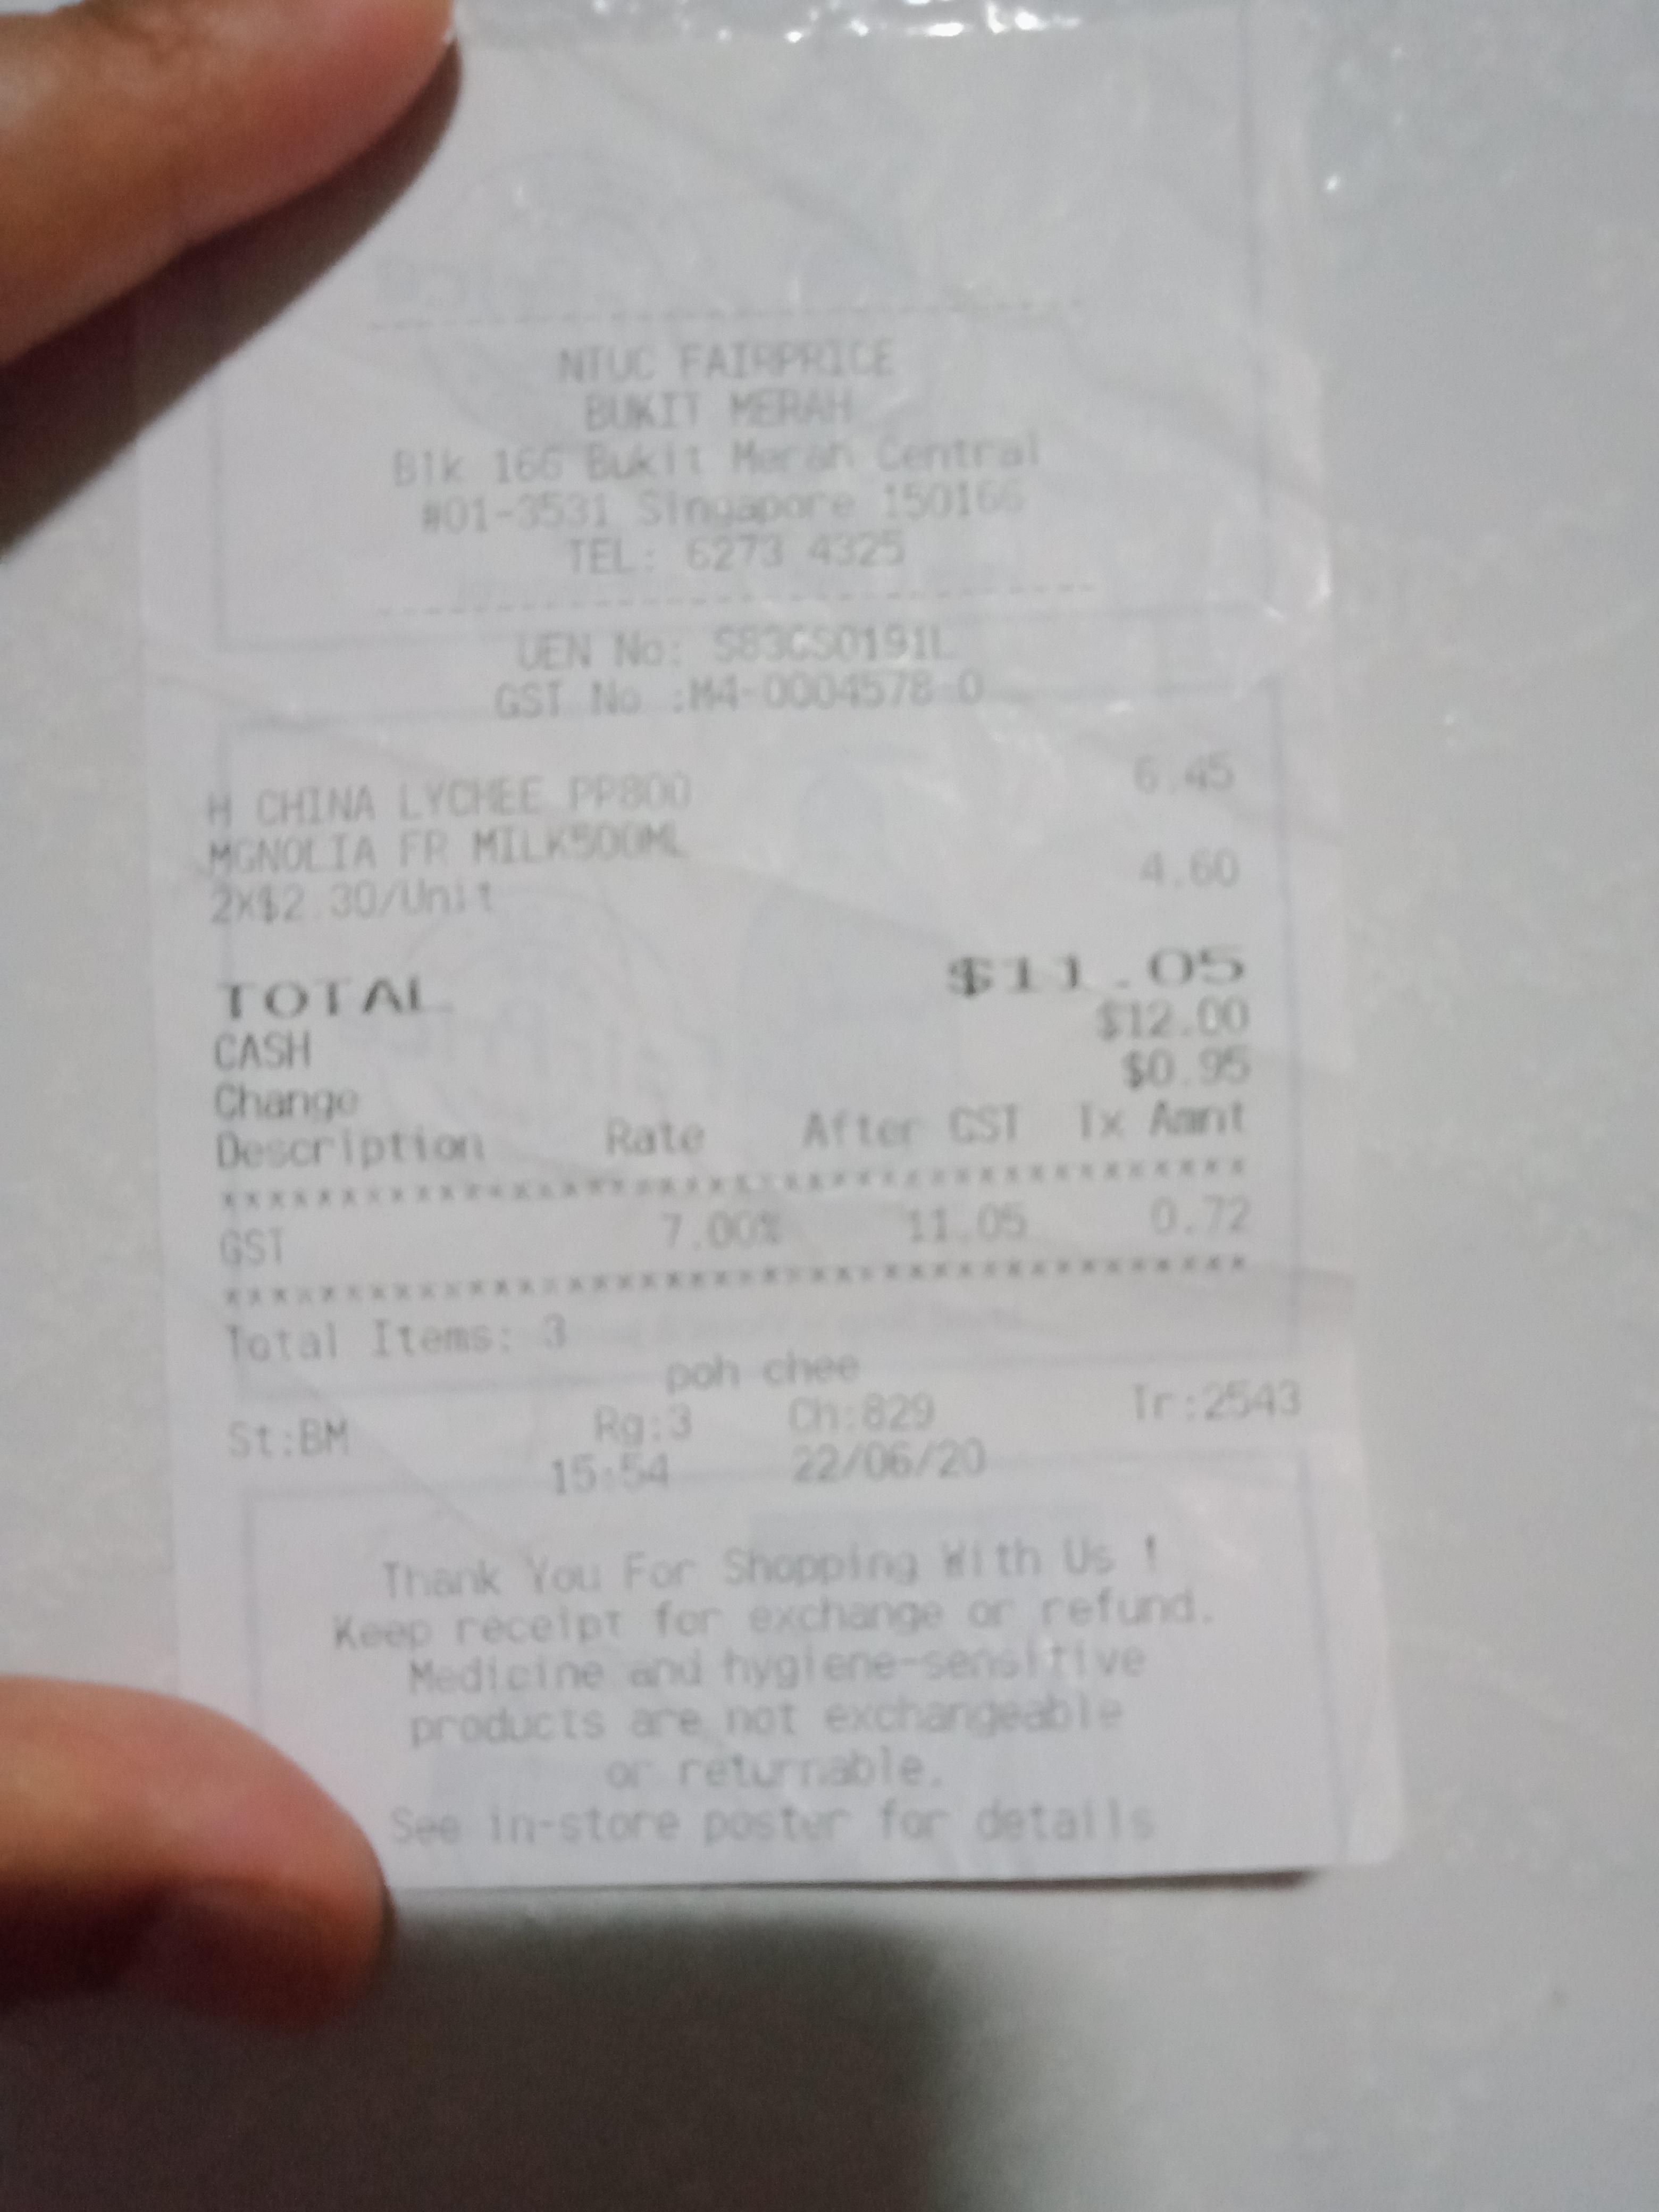 NTUC FAIRPRICE
BUKIT MERAH
Blk 166 Bukit Merah Central
#01-3531 Singapore 150166
TEL: 6273 4325
UEN No: S83CS0191L
GST No :M4-0004578-0
H CHINA LYCHEE PP800 6.45
MGNOLIA FR MILK500ML
2X$2.30/Unit 4.60
TOTAL $11.05
CASH $12.00
Change $0.95
Description Rate After GST Tx Amnt
******************************************
GST 7.00% 11.05 0.72
******************************************
Total Items: 3
poh chee
St:BM Rg:3 Ch:829 Tr:2543
15:54 22/06/20
Thank You For Shopping With Us !
Keep receipt for exchange or refund.
Medicine and hygiene-sensitive
products are not exchangeable
or returnable.
See in-store poster for details